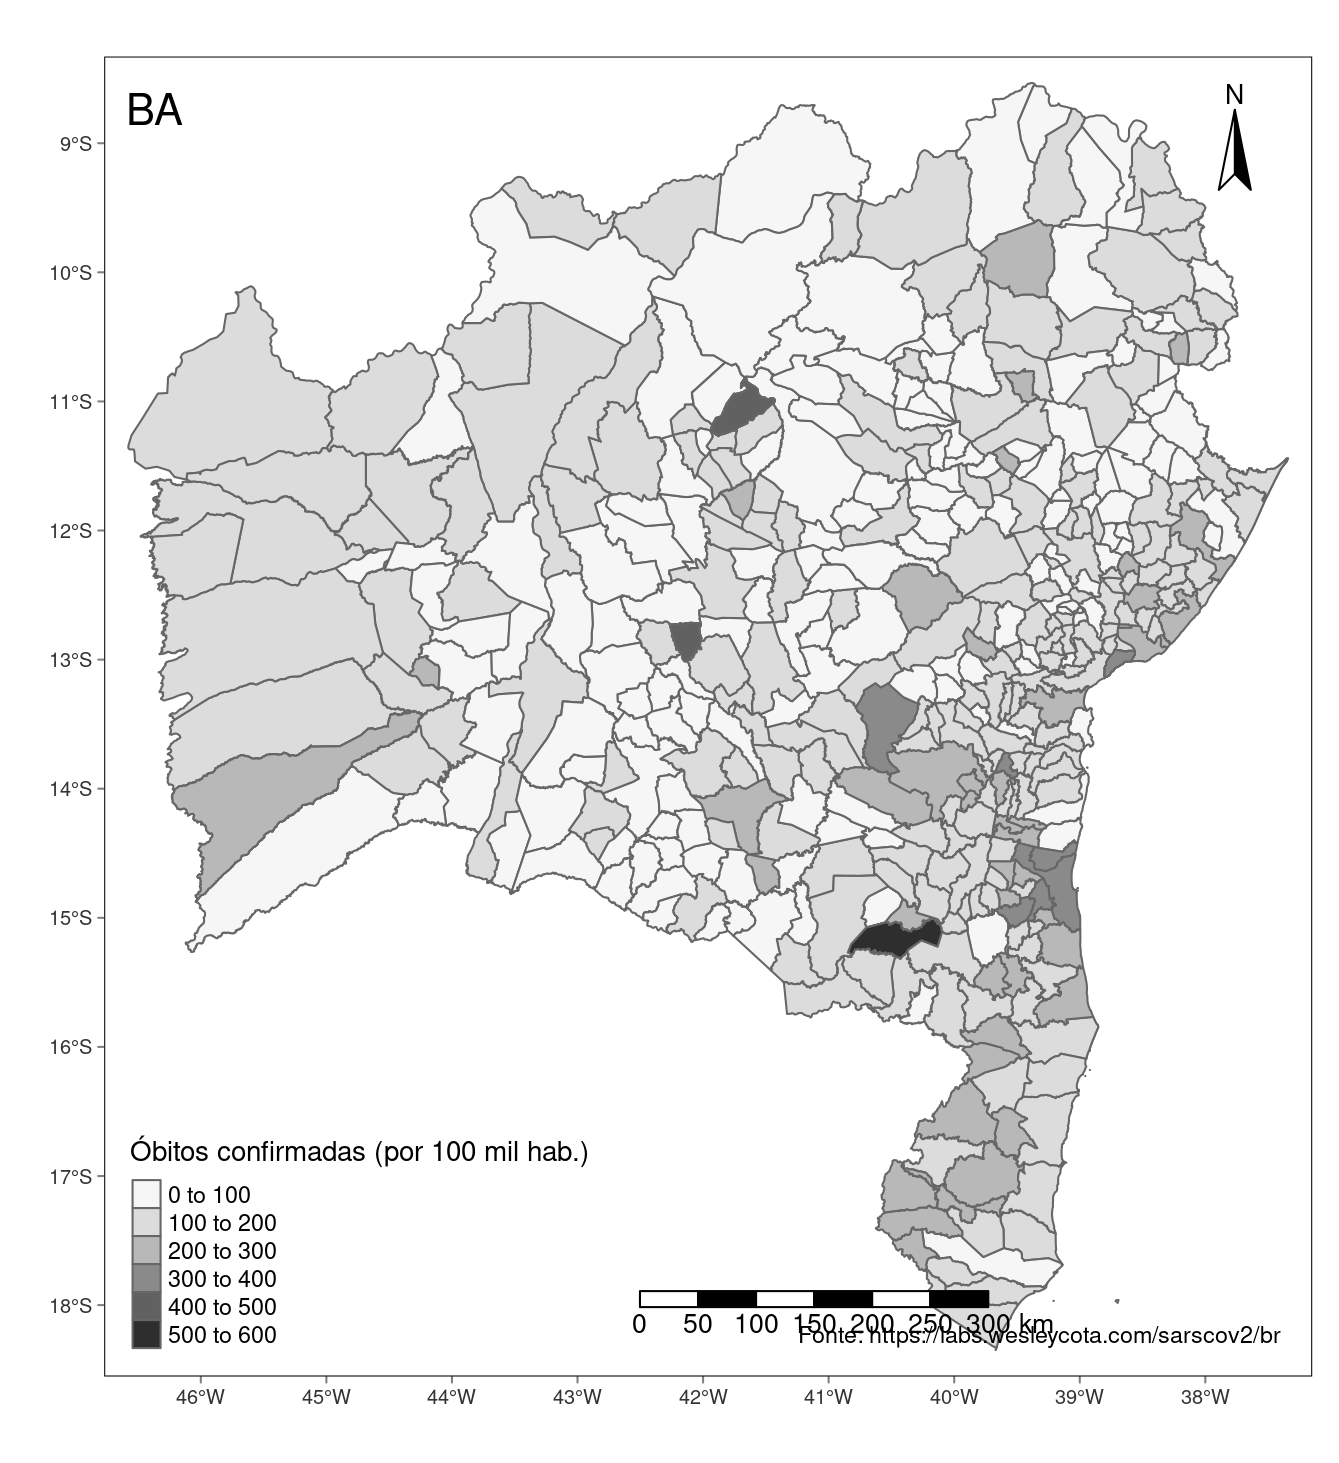 BA
N
9°S
10°S
11°S
12°S
13°S
14°S
15°S
16°S
17°S
18°S
Óbitos confirmadas (por 100 mil hab.)
0 to 100
100 to 200
200 to 300
300 to 400
400 to 500
500 to 600
0 50 100 150 200 250 300 km
Fonte: https://labs.wesleycota.com/sarscov2/br
46°W 45°W 44°W 43°W 42°W 41°W 40°W 39°W 38°W